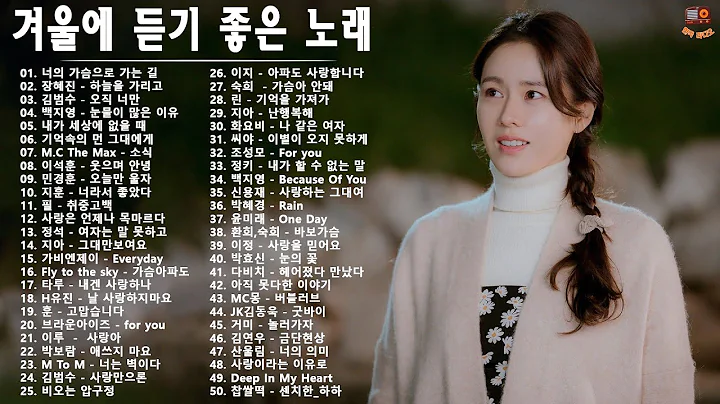 겨울에 듣기 좋은 노래
01. 너의 가슴으로 가는 길
02. 장혜진 - 하늘을 가리고
03. 김범수 - 오직 너만
04. 백지영 - 눈물이 많은 이유
05. 내가 세상에 없을 때
06. 기억속의 먼 그대에게
07. M.C The Max - 소식
08. 이석훈 - 웃으며 안녕
09. 민경훈 - 오늘만 울자
10. 지훈 - 너라서 좋았다
11. 필 - 취중고백
12. 사랑은 언제나 목마르다
13. 정석 - 여자는 말 못하고
14. 지아 - 그대만보여요
15. 가비엔제이 - Everyday
16. Fly to the sky - 가슴아파도
17. 타루 - 내겐 사랑하나
18. H유진 - 날 사랑하지마요
19. 훈 - 고맙습니다
20. 브라운아이즈 - for you
21. 이루 - 사랑아
22. 박보람 - 애쓰지 마요
23. M To M - 너는 벽이다
24. 김범수 - 사랑만으론
25. 비오는 압구정
26. 이지 - 아파도 사랑합니다
27. 숙희 - 가슴아 안돼
28. 린 - 기억을 가져가
29. 지아 - 난행복해
30. 화요비 - 나 같은 여자
31. 씨야 - 이별이 오지 못하게
32. 조성모 - For you
33. 정키 - 내가 할 수 없는 말
34. 백지영 - Because Of You
35. 신용재 - 사랑하는 그대여
36. 박혜경 - Rain
37. 윤미래 - One Day
38. 환희,숙희 - 바보가슴
39. 이정 - 사랑을 믿어요
40. 박효신 - 눈의 꽃
41. 다비치 - 헤어졌다 만났다
42. 아직 못다한 이야기
43. MC몽 - 버블러브
44. JK김동욱 - 굿바이
45. 거미 - 놀러가자
46. 김연우 - 금단현상
47. 산울림 - 너의 의미
48. 사랑이라는 이유로
49. Deep In My Heart
50. 찹쌀떡 - 센치한_하하